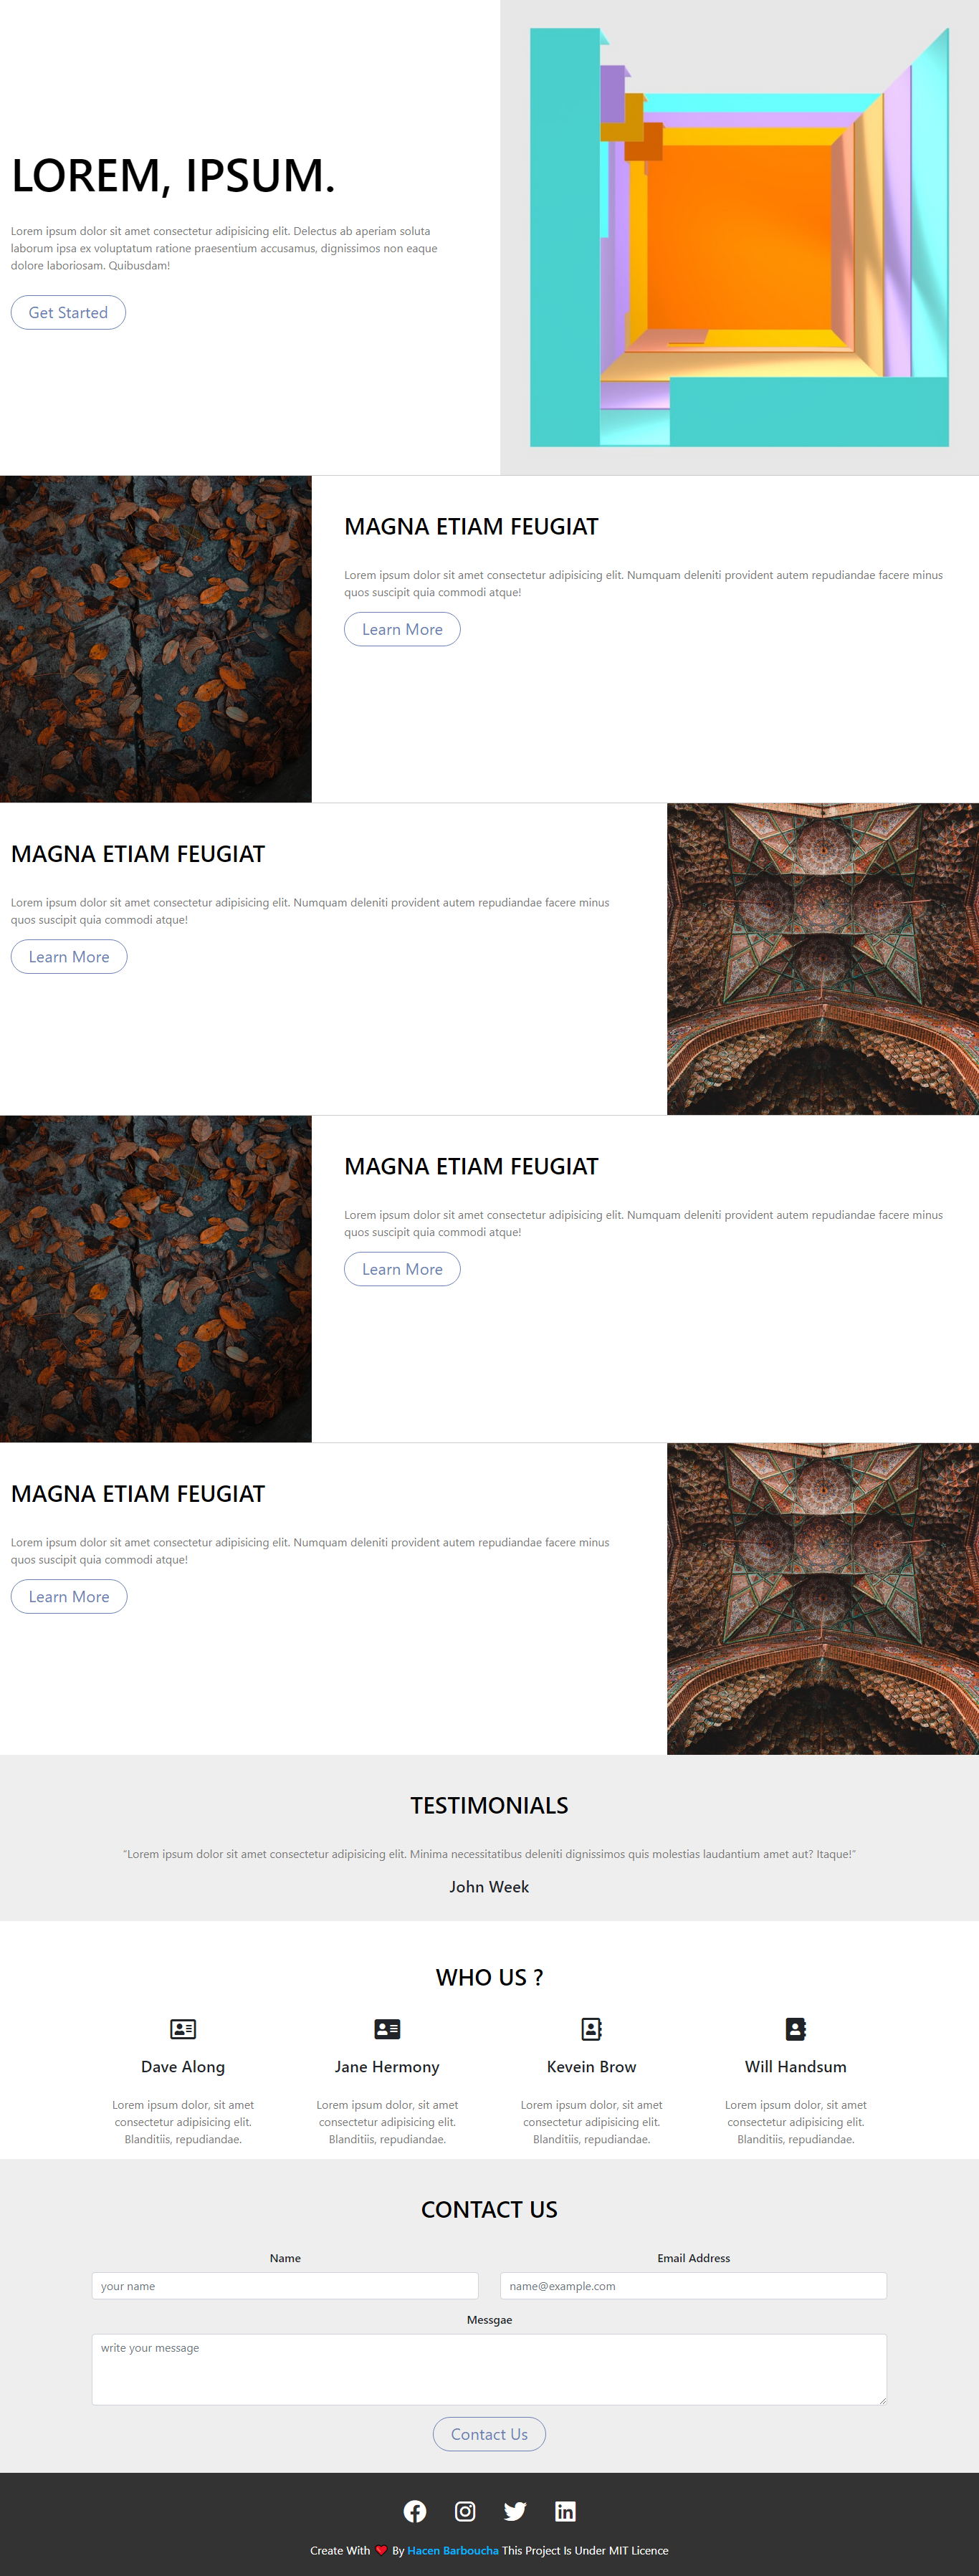 LOREM, IPSUM.
Lorem ipsum dolor sit amet consectetur adipisicing elit. Delectus ab aperiam soluta
laborum ipsa ex voluptatum ratione praesentium accusamus, dignissimos non eaque
dolore laboriosam. Quibusdam!
Get Started
MAGNA ETIAM FEUGIAT
Lorem ipsum dolor sit amet consectetur adipisicing elit. Numquam deleniti provident autem repudiandae facere minus
quos suscipit quia commodi atque!
Learn More
MAGNA ETIAM FEUGIAT
Lorem ipsum dolor sit amet consectetur adipisicing elit. Numquam deleniti provident autem repudiandae facere minus
quos suscipit quia commodi atque!
Learn More
MAGNA ETIAM FEUGIAT
Lorem ipsum dolor sit amet consectetur adipisicing elit. Numquam deleniti provident autem repudiandae facere minus
quos suscipit quia commodi atque!
Learn More
MAGNA ETIAM FEUGIAT
Lorem ipsum dolor sit amet consectetur adipisicing elit. Numquam deleniti provident autem repudiandae facere minus
quos suscipit quia commodi atque!
Learn More
TESTIMONIALS
"Lorem ipsum dolor sit amet consectetur adipisicing elit. Minima necessitatibus deleniti dignissimos quis molestias laudantium amet aut? Itaque!"
John Week
WHO US ?
Dave Along
Lorem ipsum dolor, sit amet
consectetur adipisicing elit.
Blanditiis, repudiandae.
Jane Hermony
Lorem ipsum dolor, sit amet
consectetur adipisicing elit.
Blanditiis, repudiandae.
Kevein Brow
Lorem ipsum dolor, sit amet
consectetur adipisicing elit.
Blanditiis, repudiandae.
Will Handsum
Lorem ipsum dolor, sit amet
consectetur adipisicing elit.
Blanditiis, repudiandae.
CONTACT US
Name
your name
Email Address
name@example.com
Messgae
write your message
Contact Us
Create With ❤ By Hacen Barboucha This Project Is Under MIT Licence